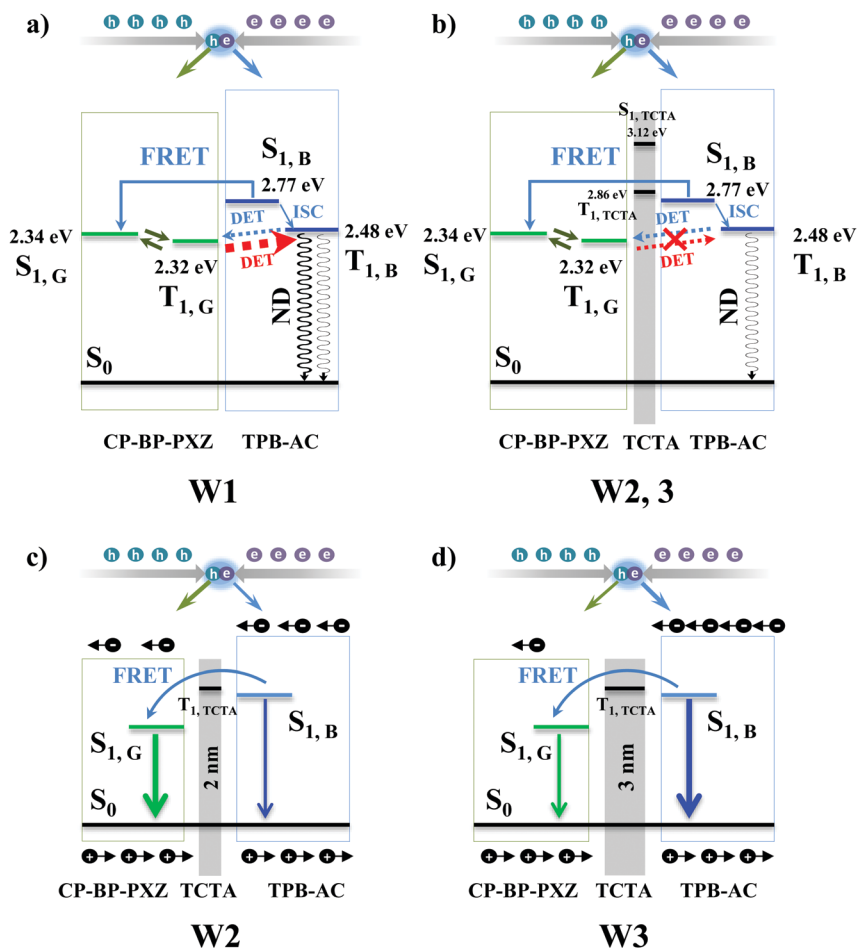 a)
h h h h e e e e
h e
FRET
S1, B
2.77 eV
ISC
DET
2.34 eV
2.48 eV
S1, G
2.32 eV
DET
T1, B
T1, G
ND
S0
CP-BP-PXZ TPB-AC
W1
b)
h h h h e e e e
h e
S1, TCTA
3.12 eV
FRET
S1, B
2.86 eV
2.77 eV
T1, TCTA
DET
ISC
2.34 eV
2.48 eV
S1, G
2.32 eV
DET
T1, B
T1, G
ND
S0
CP-BP-PXZ TCTA TPB-AC
W2, 3
c)
h h h h e e e e
h e
- - - - -
FRET
T1, TCTA
S1, B
S1, G
2 nm
S0
+ + + + + +
CP-BP-PXZ TCTA TPB-AC
W2
d)
h h h h e e e e
h e
- - - - -
FRET
T1, TCTA
S1, B
S1, G
3 nm
S0
+ + + + + +
CP-BP-PXZ TCTA TPB-AC
W3